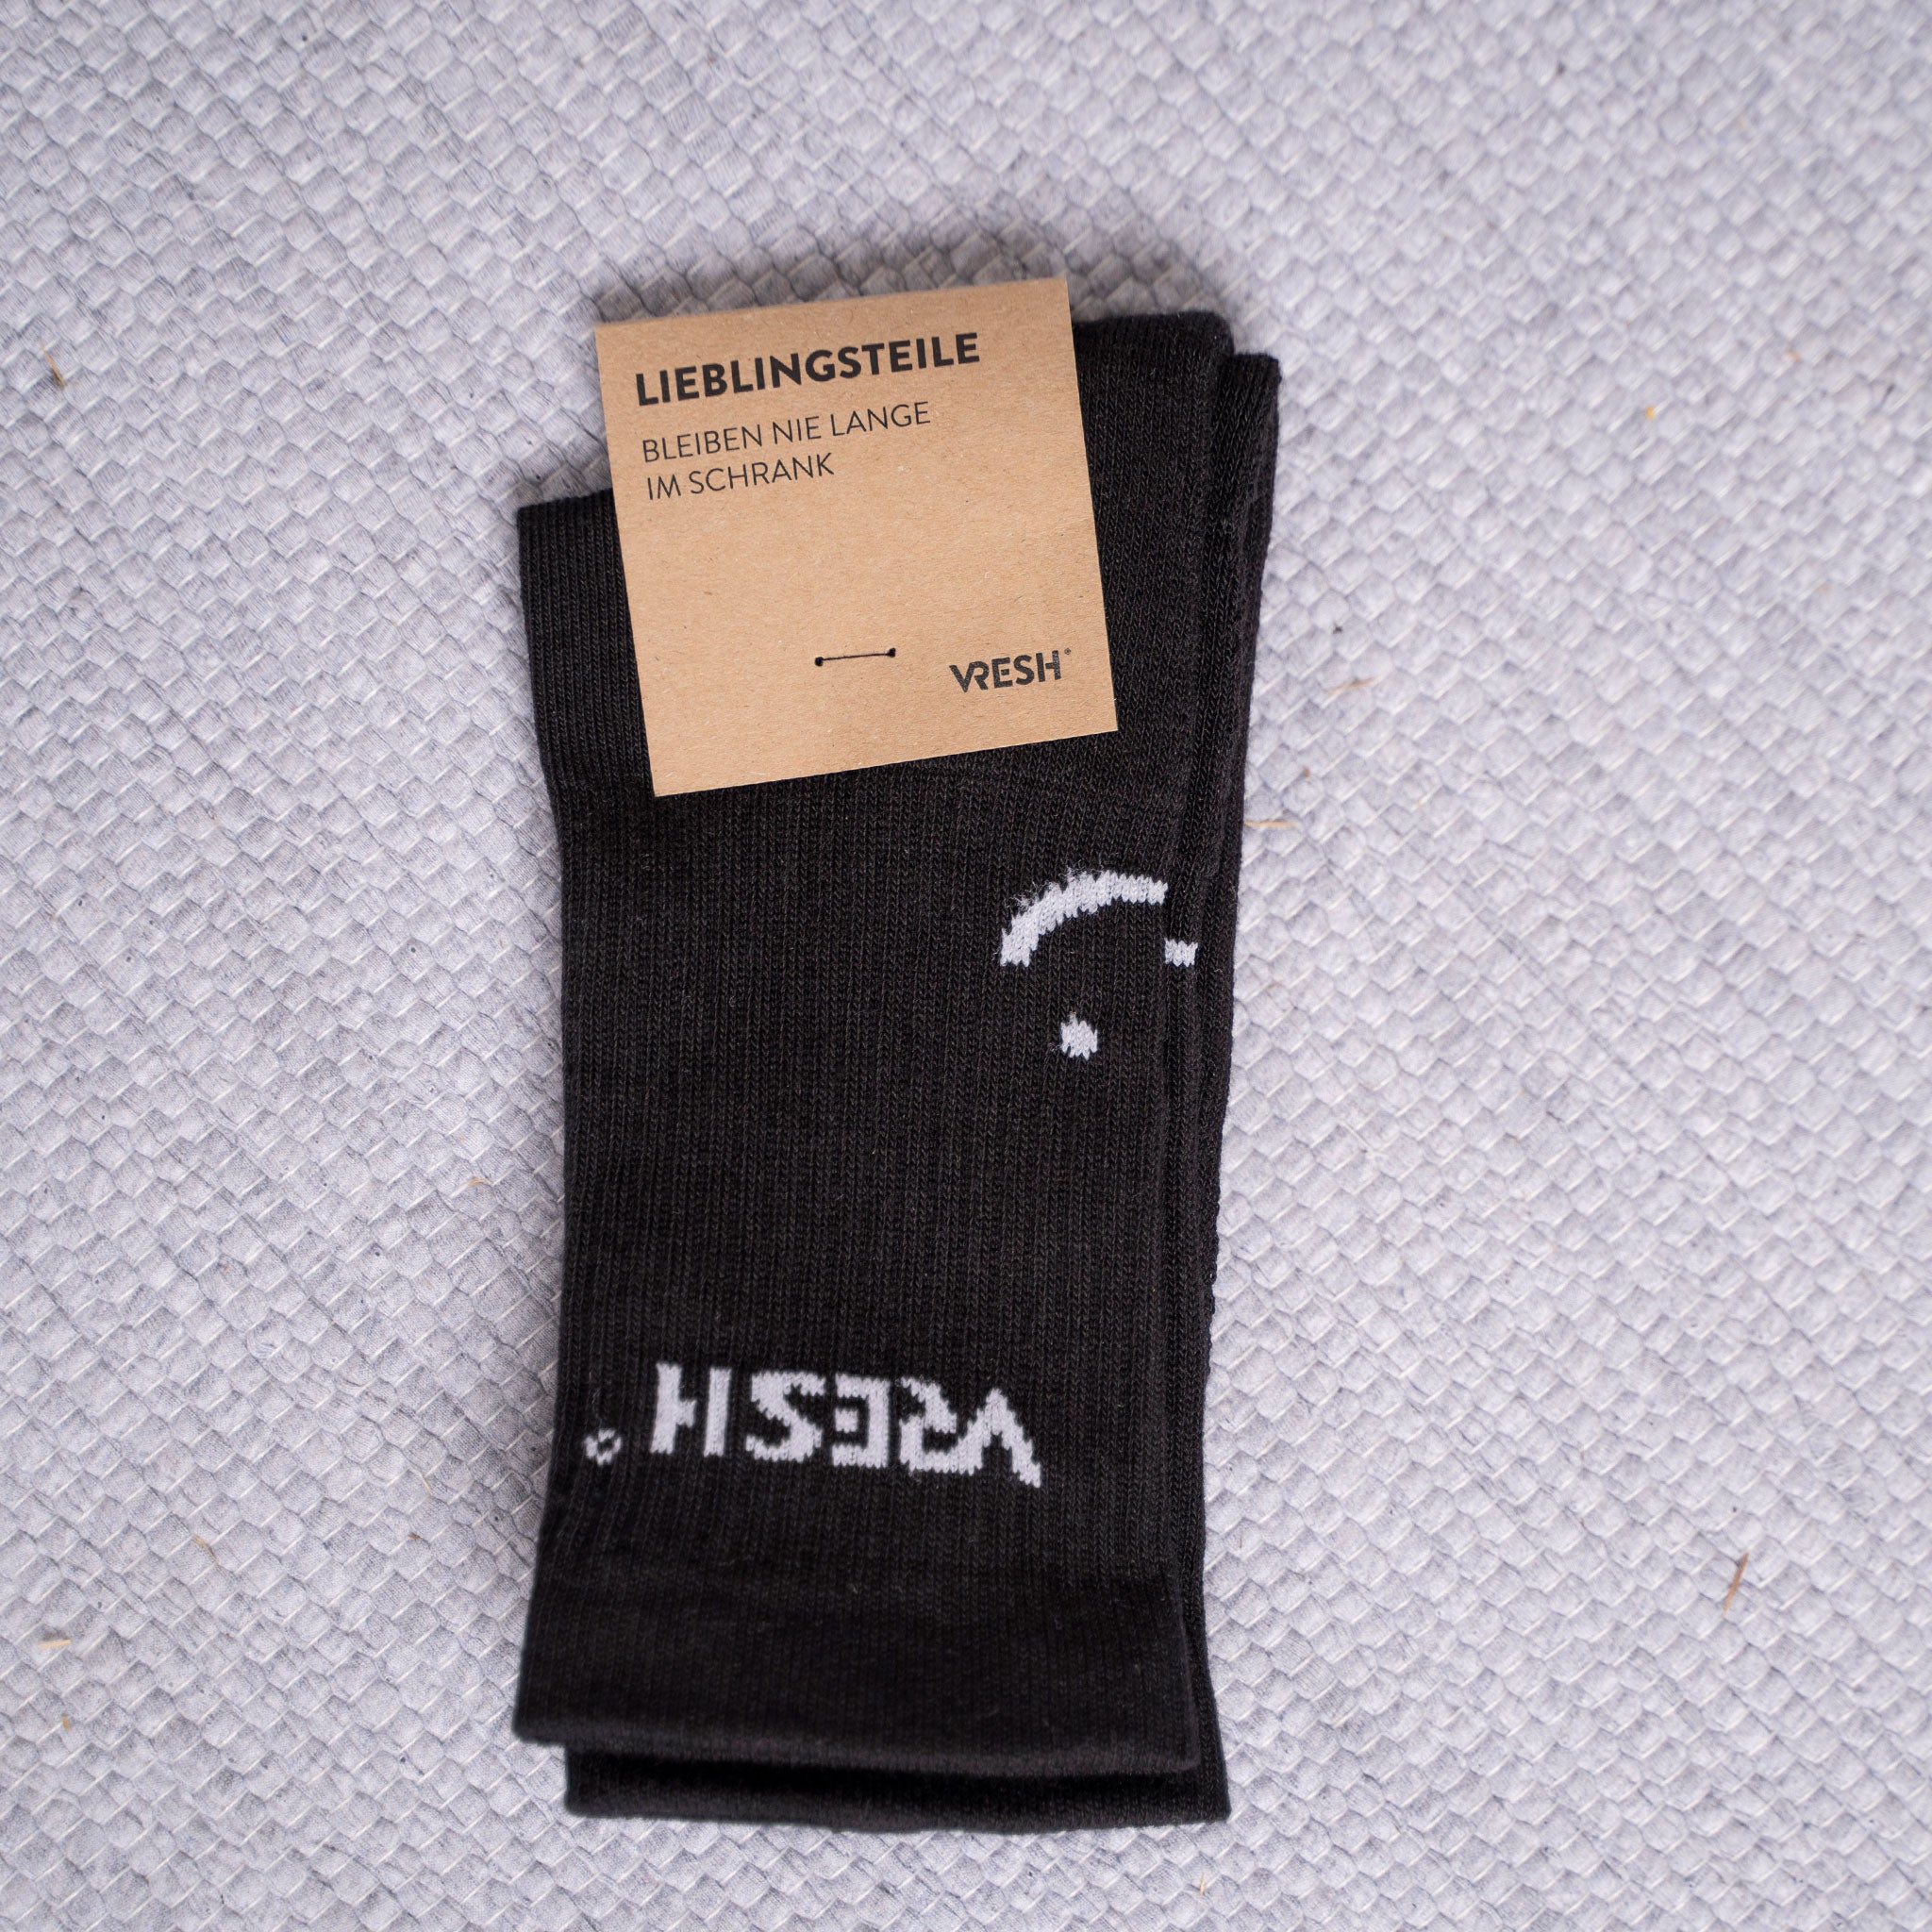 LIEBLINGSTEILE
BLEIBEN NIE LANGE
IM SCHRANK
VRESH®
VRESH°